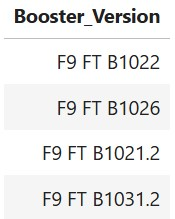 Booster_Version
F9 FT B1022
F9 FT B1026
F9 FT B1021.2
F9 FT B1031.2